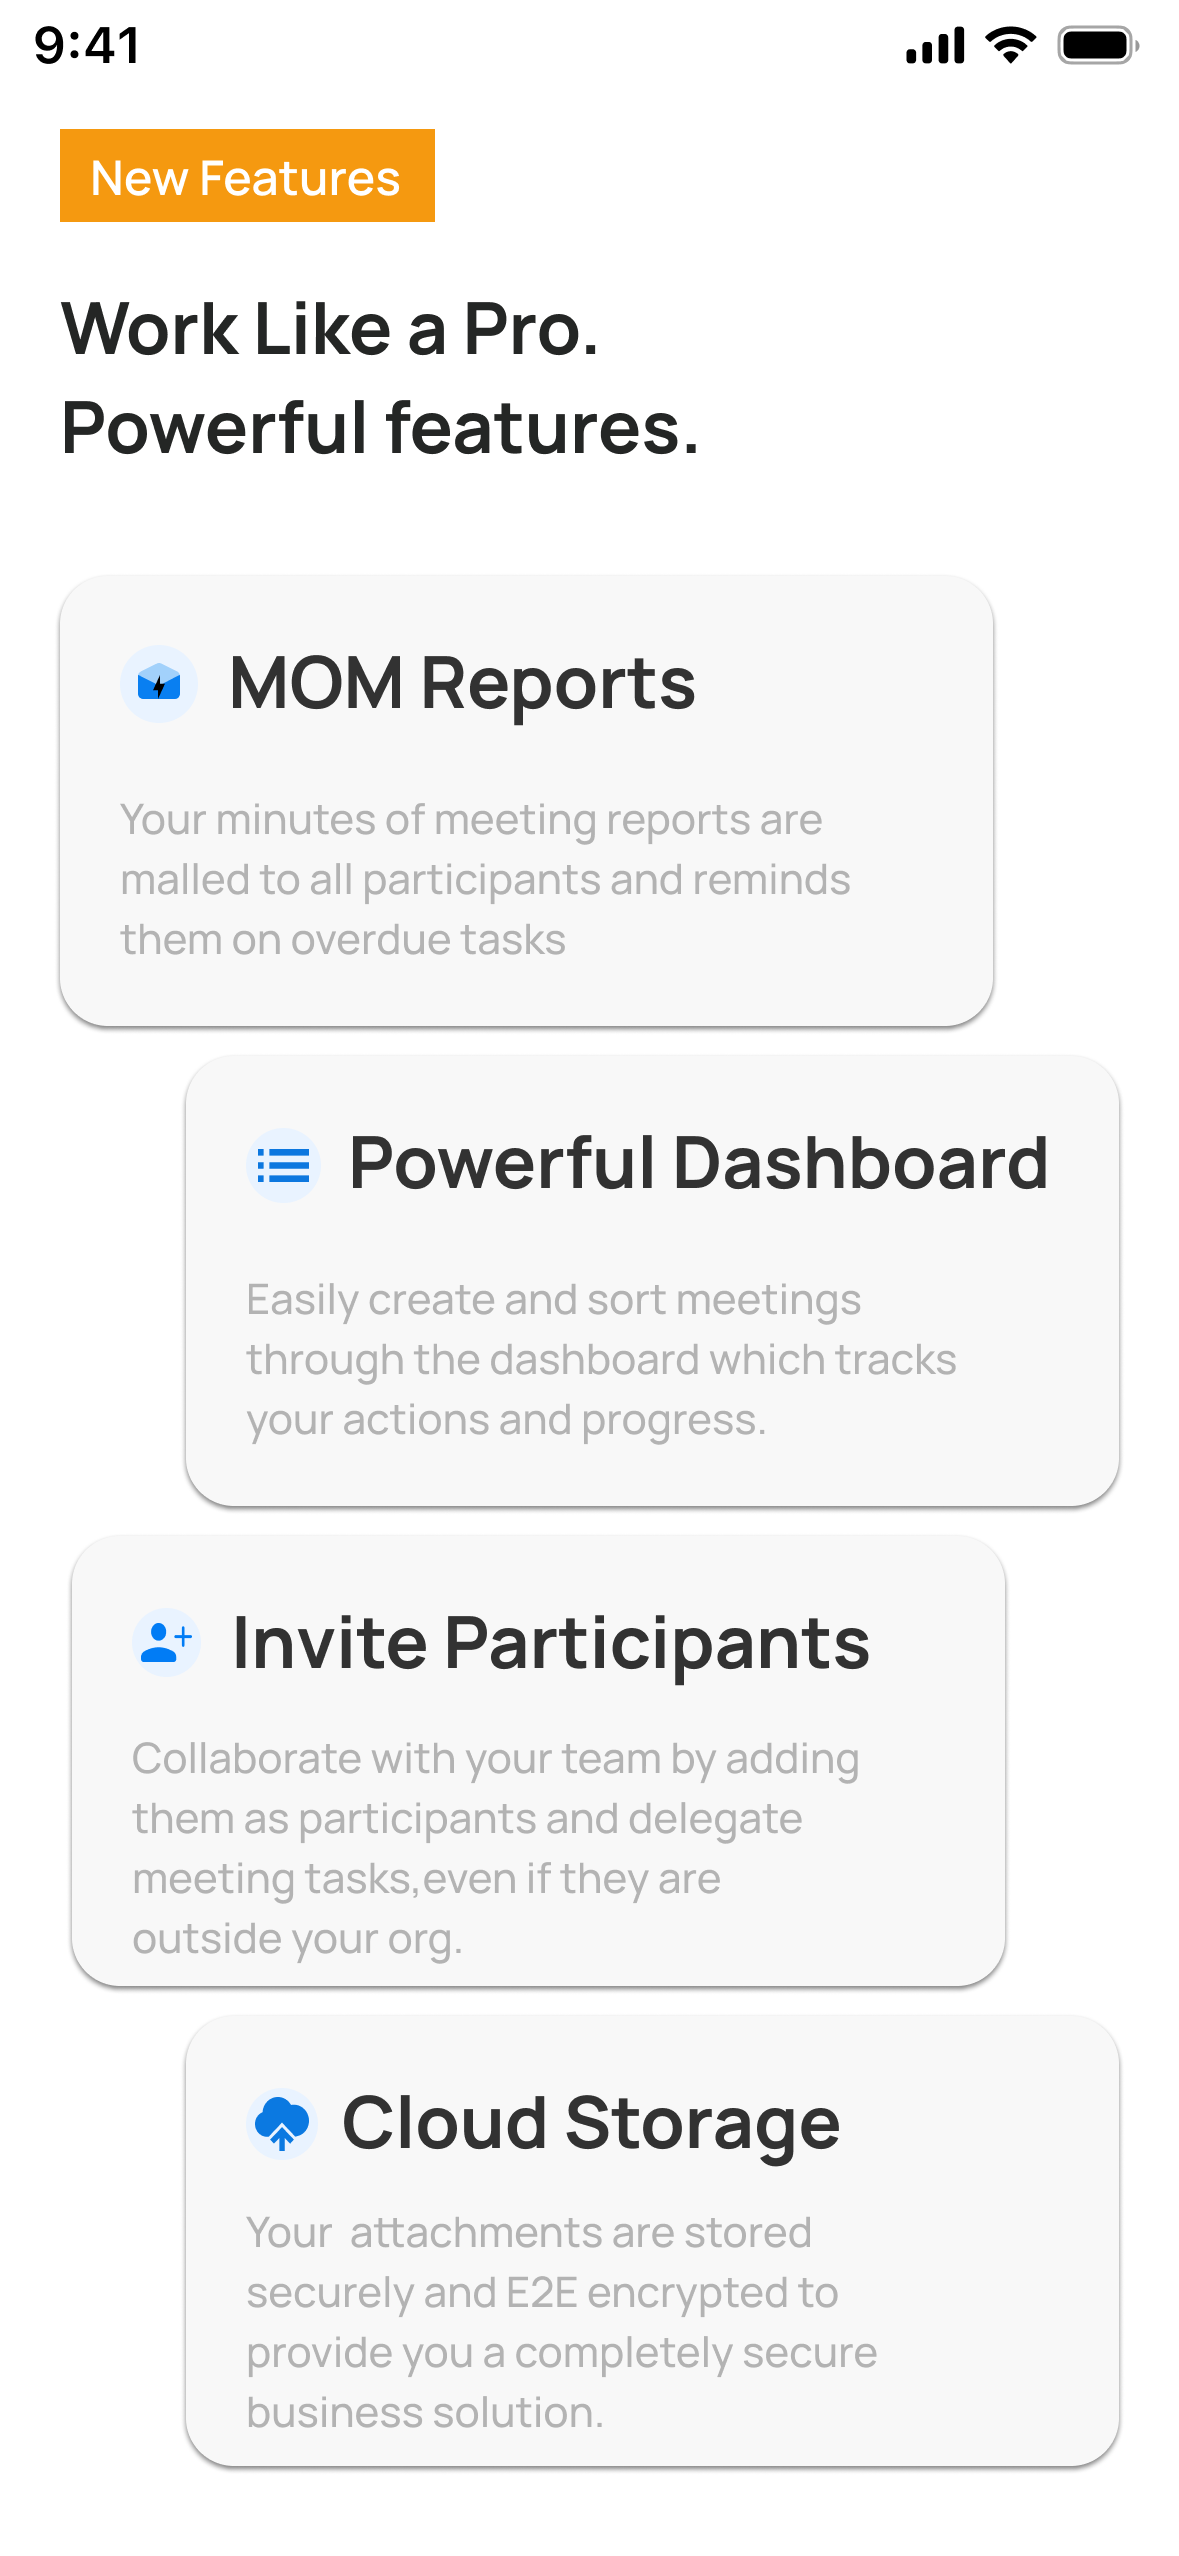 9:41
New Features
Work Like a Pro.
Powerful features.
MOM Reports
Your minutes of meeting reports are
malled to all participants and reminds
them on overdue tasks
Powerful Dashboard
Easily create and sort meetings
through the dashboard which tracks
your actions and progress.
Invite Participants
Collaborate with your team by adding
them as participants and delegate
meeting tasks,even if they are
outside your org.
Cloud Storage
Your  attachments are stored
securely and E2E encrypted to
provide you a completely secure
business solution.